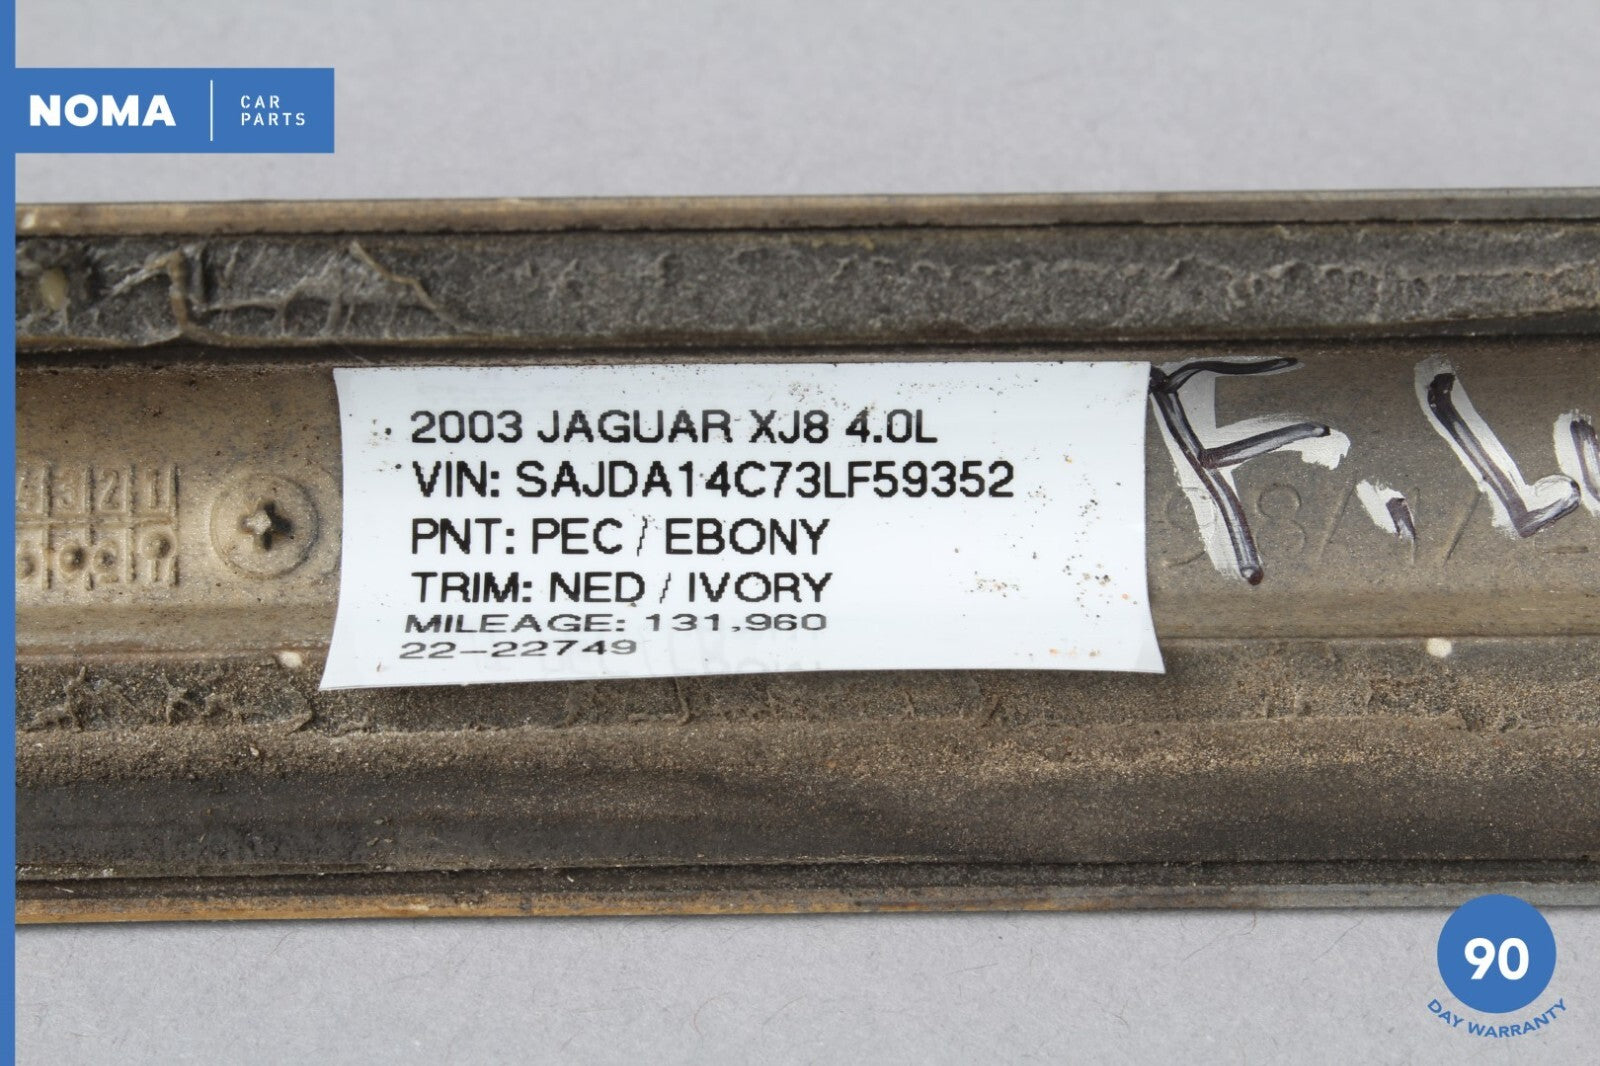 NOMA
CAR
PARTS
2003 JAGUAR XJ8 4.0L
VIN: SAJDA14C73LF59352
PNT: PEC / EBONY
TRIM: NED / IVORY
MILEAGE: 131,960
22-22749
F.
90
DAY WARRANTY